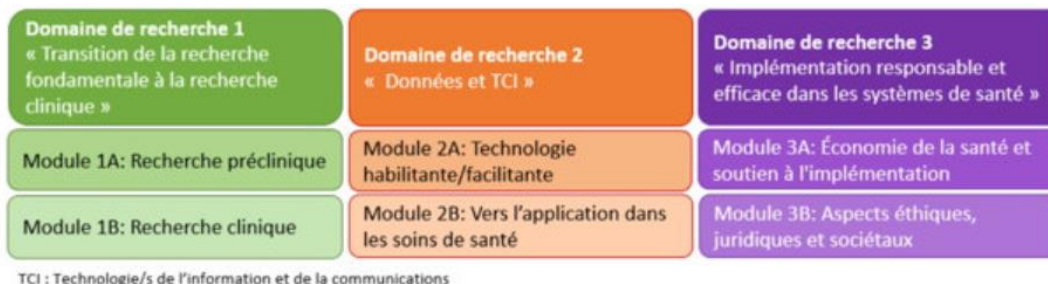 Domaine de recherche 1
« Transition de la recherche
fondamentale à la recherche
clinique »
Module 1A: Recherche préclinique
Module 1B: Recherche clinique
Domaine de recherche 2
« Données et TCI »
Module 2A: Technologie
habilitante/facilitante
Module 2B: Vers l'application dans
les soins de santé
Domaine de recherche 3
« Implémentation responsable et
efficace dans les systèmes de santé »
Module 3A: Économie de la santé et
soutien à l'implémentation
Module 3B: Aspects éthiques,
juridiques et sociétaux
TCI : Technologie/s de l'information et de la communications